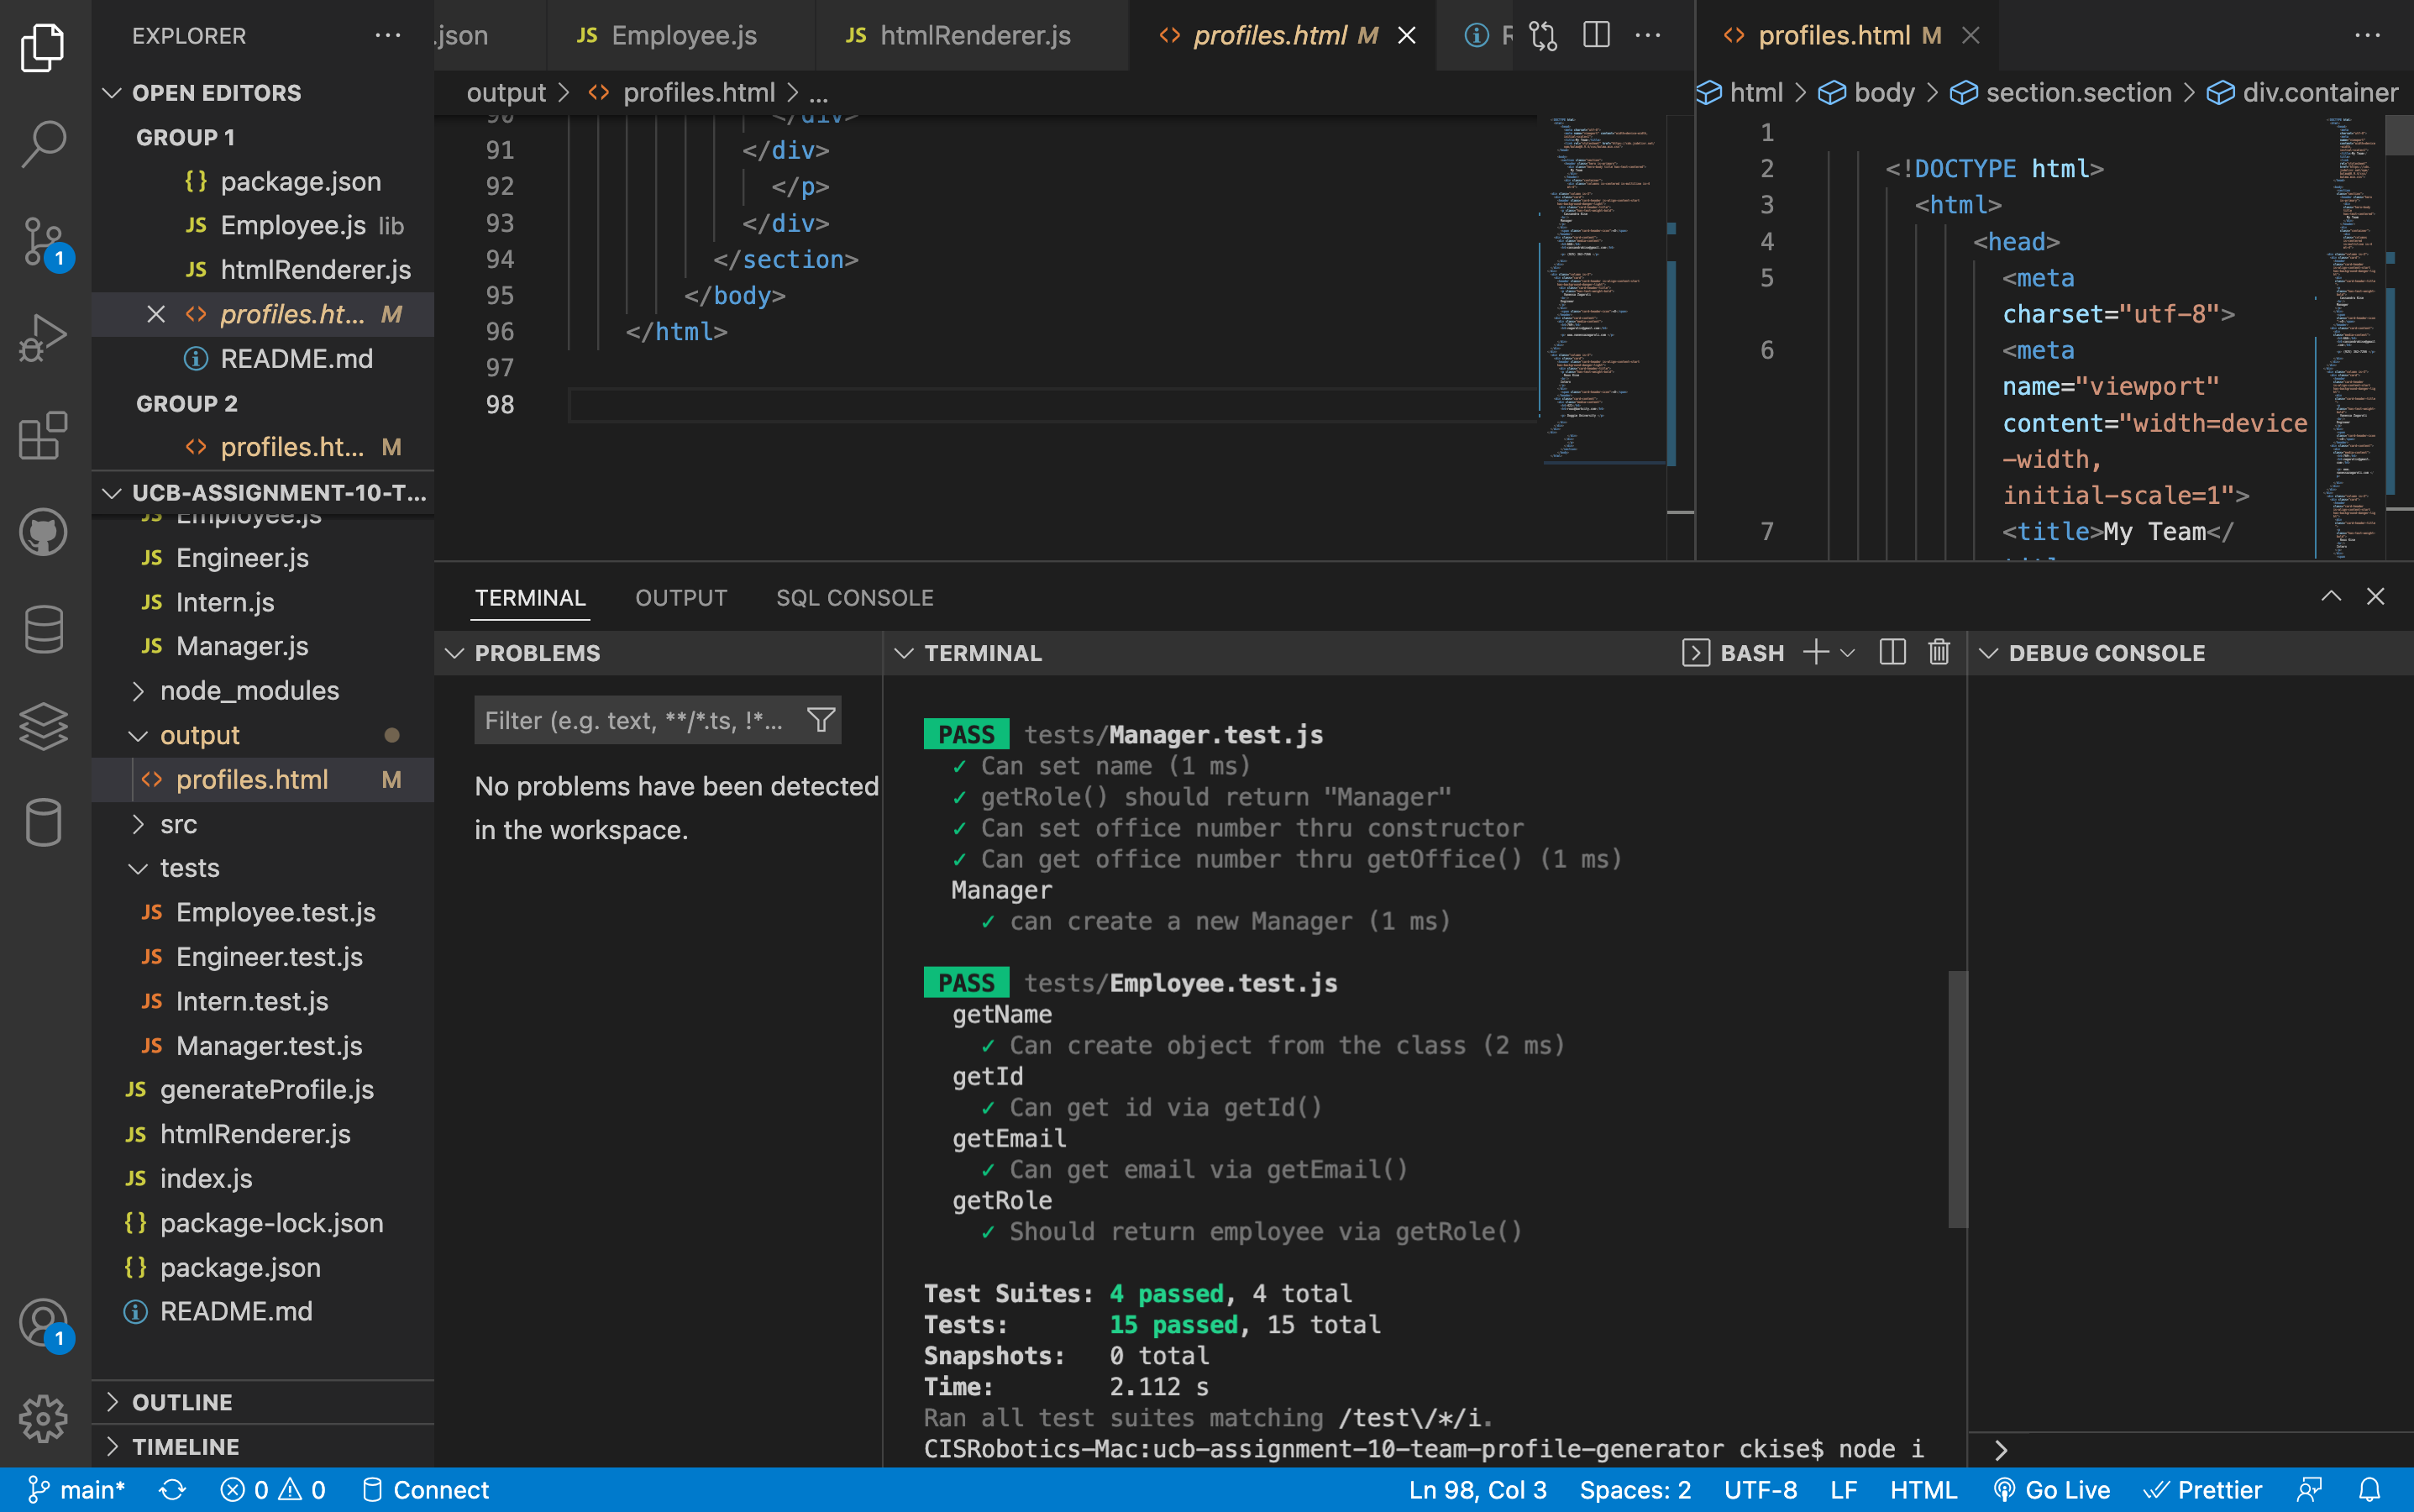 EXPLORER
OPEN EDITORS
GROUP 1
{} package.json
JS Employee.js lib
JS htmlRenderer.js
<> profiles.ht... M
README.md
GROUP 2
<> profiles.ht... M
UCB-ASSIGNMENT-10-T...
JS Employee.js
JS Engineer.js
JS Intern.js
JS Manager.js
node_modules
output
<> profiles.html M
src
tests
JS Employee.test.js
JS Engineer.test.js
JS Intern.test.js
JS Manager.test.js
JS generateProfile.js
JS htmlRenderer.js
JS index.js
{} package-lock.json
{} package.json
README.md
OUTLINE
TIMELINE
.json
JS Employee.js
JS htmlRenderer.js
<> profiles.html M
output > <> profiles.html > ...
90 </div>
91 </div>
92 </p>
93 </div>
94 </section>
95 </body>
96 </html>
97
98
<> profiles.html M
html > body > section.section > div.container
1
2 <!DOCTYPE html>
3 <html>
4 <head>
5 <meta
charset="utf-8">
6 <meta
name="viewport"
content="width=device
-width,
initial-scale=1">
7 <title>My Team</
TERMINAL
OUTPUT
SQL CONSOLE
PROBLEMS
Filter (e.g. text, **/*.ts, !*...
No problems have been detected
in the workspace.
TERMINAL
BASH
PASS tests/Manager.test.js
✓ Can set name (1 ms)
✓ getRole() should return "Manager"
✓ Can set office number thru constructor
✓ Can get office number thru getOffice() (1 ms)
Manager
✓ can create a new Manager (1 ms)
PASS tests/Employee.test.js
getName
✓ Can create object from the class (2 ms)
getId
✓ Can get id via getId()
getEmail
✓ Can get email via getEmail()
getRole
✓ Should return employee via getRole()
Test Suites: 4 passed, 4 total
Tests: 15 passed, 15 total
Snapshots: 0 total
Time: 2.112 s
Ran all test suites matching /test\/*/i.
CISRobotics-Mac:ucb-assignment-10-team-profile-generator ckise$ node i
DEBUG CONSOLE
1
1
main*
0
0
Connect
Ln 98, Col 3
Spaces: 2
UTF-8
LF
HTML
Go Live
Prettier